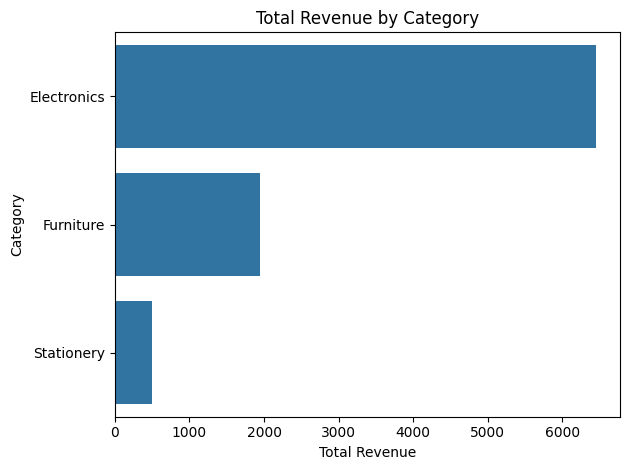 Total Revenue by Category
Category
Electronics
Furniture
Stationery
0 1000 2000 3000 4000 5000 6000
Total Revenue